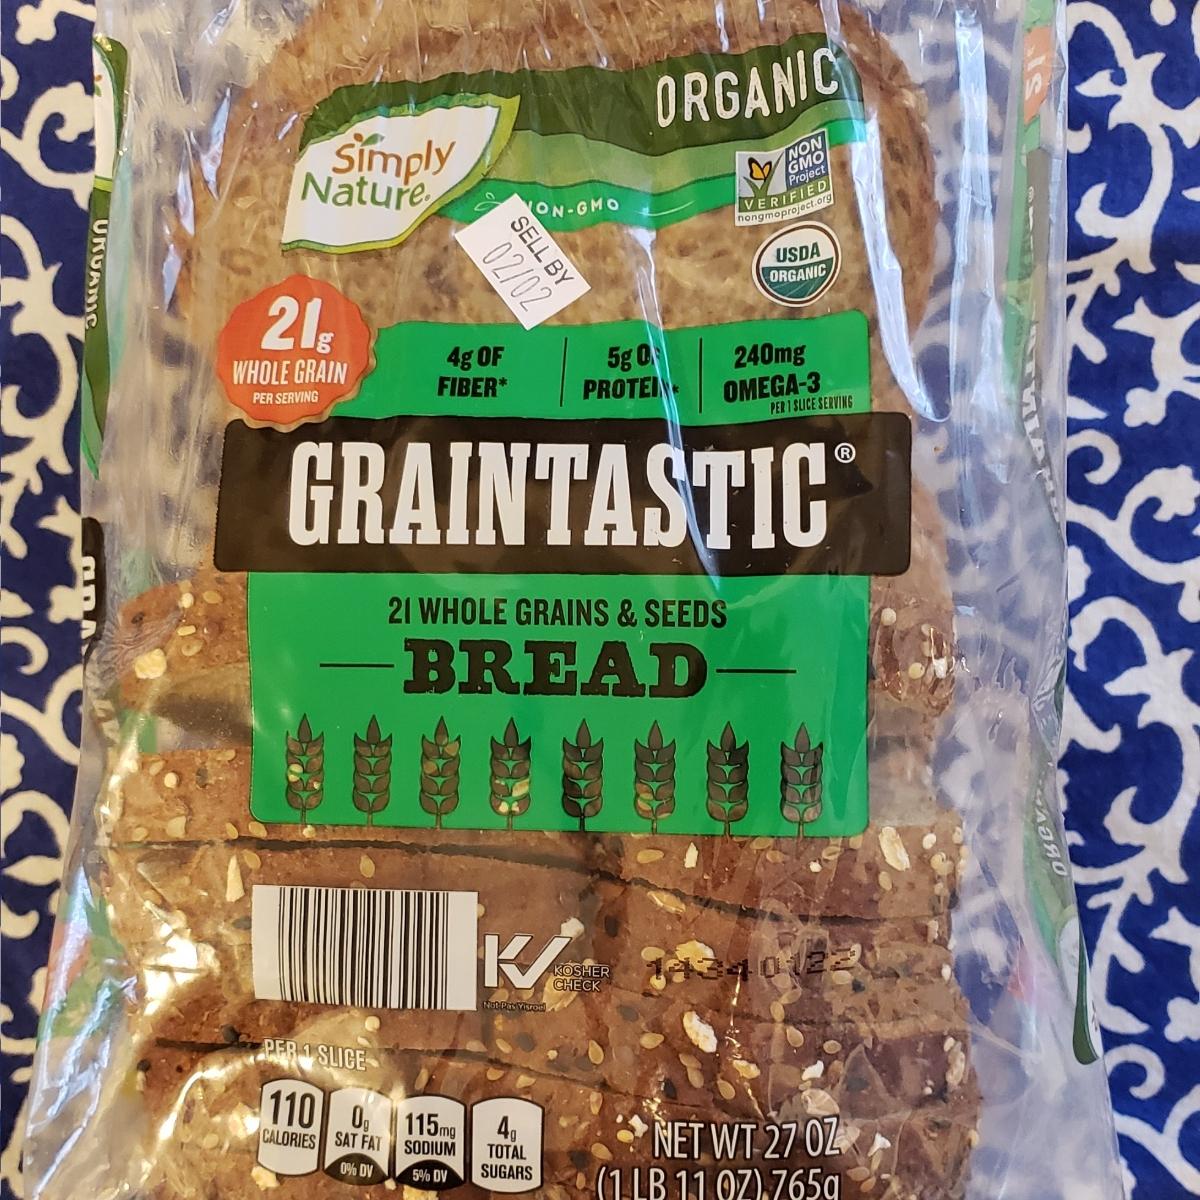 ORGANIC
Simply
Nature®
NON-GMO
NON
GMO
Project
VERIFIED
nongmoproject.org
SELL BY
02/02
USDA
ORGANIC
21g
WHOLE GRAIN
PER SERVING
4g OF
FIBER*
5g OF
PROTEIN*
240mg
OMEGA-3
PER 1 SLICE SERVING
GRAINTASTIC®
21 WHOLE GRAINS & SEEDS
BREAD
KOSHER
CHECK
Not-Pas Yisroel
14340122
PER 1 SLICE
110
CALORIES
0g
SAT FAT
0% DV
115mg
SODIUM
5% DV
4g
TOTAL
SUGARS
NET WT 27 OZ
(1 LB 11 OZ) 765g
ORGANIC